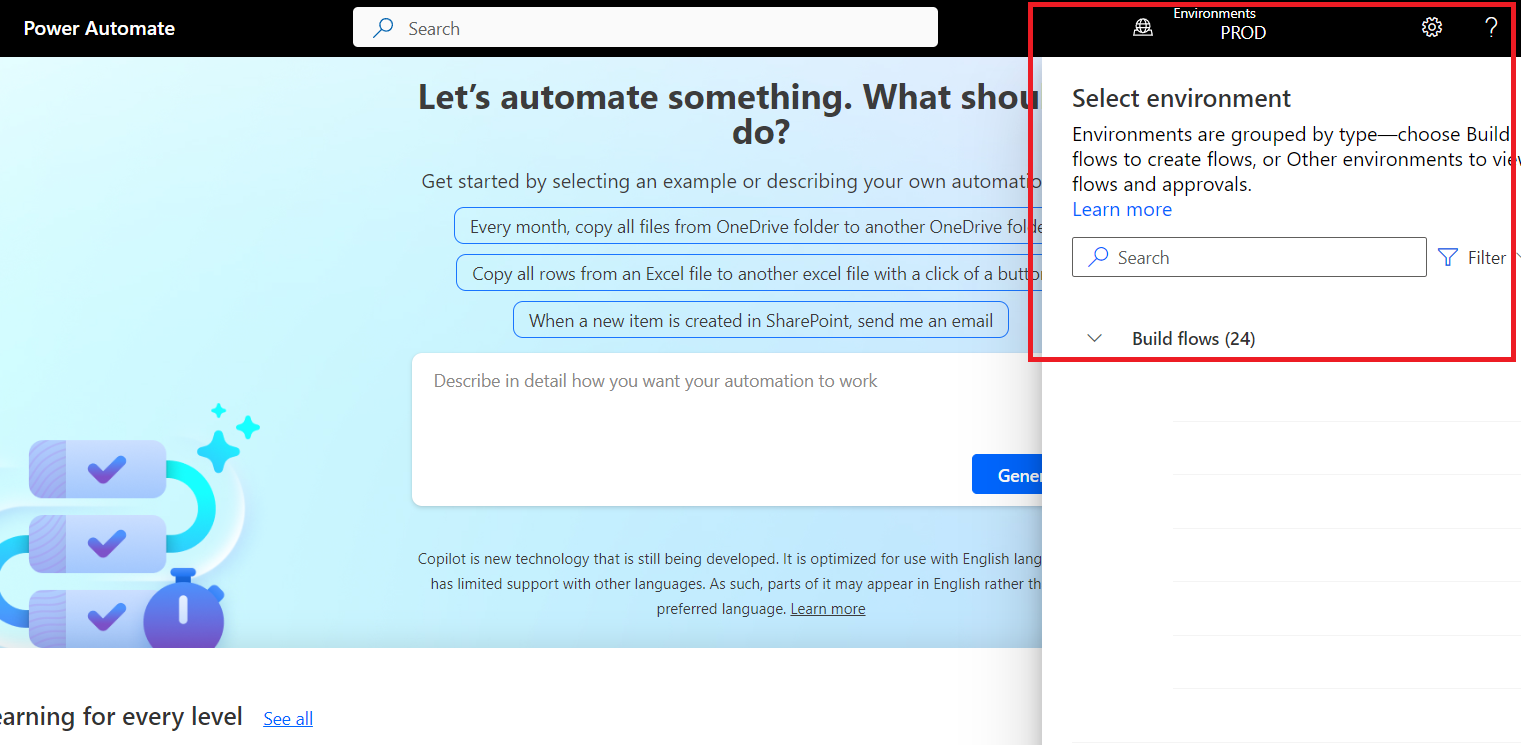 Power Automate
Search
Environments
PROD
?
Let's automate something. What shou
do?
Get started by selecting an example or describing your own automatio
Every month, copy all files from OneDrive folder to another OneDrive folde
Copy all rows from an Excel file to another excel file with a click of a butto
When a new item is created in SharePoint, send me an email
Describe in detail how you want your automation to work
Gener
Copilot is new technology that is still being developed. It is optimized for use with English lang
has limited support with other languages. As such, parts of it may appear in English rather th
preferred language. Learn more
earning for every level See all
Select environment
Environments are grouped by type—choose Build
flows to create flows, or Other environments to view
flows and approvals.
Learn more
Search
Filter
Build flows (24)